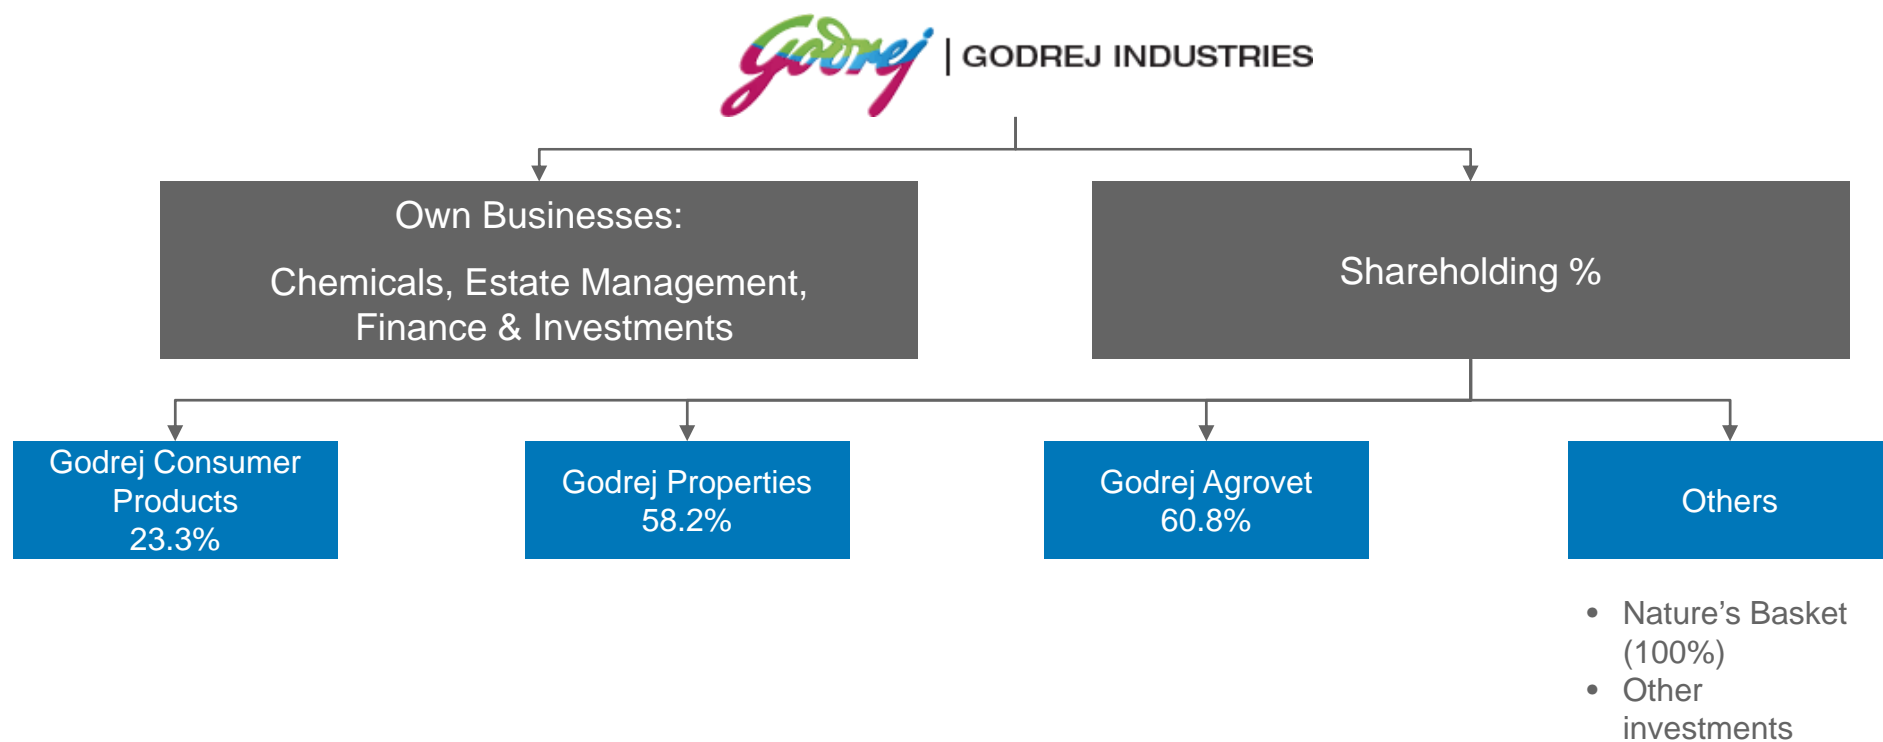 Godrej | GODREJ INDUSTRIES
Own Businesses:
Chemicals, Estate Management,
Finance & Investments
Shareholding %
Godrej Consumer
Products
23.3%
Godrej Properties
58.2%
Godrej Agrovet
60.8%
Others
• Nature’s Basket
(100%)
• Other
investments